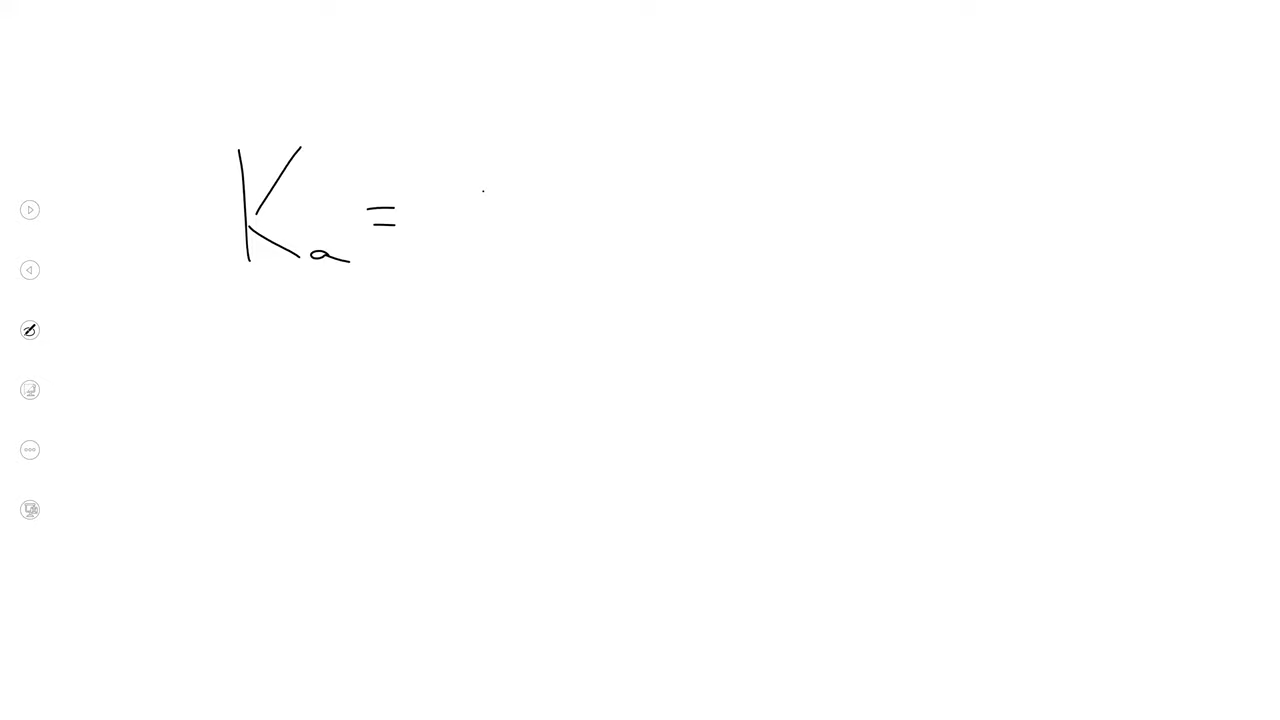 Ka =